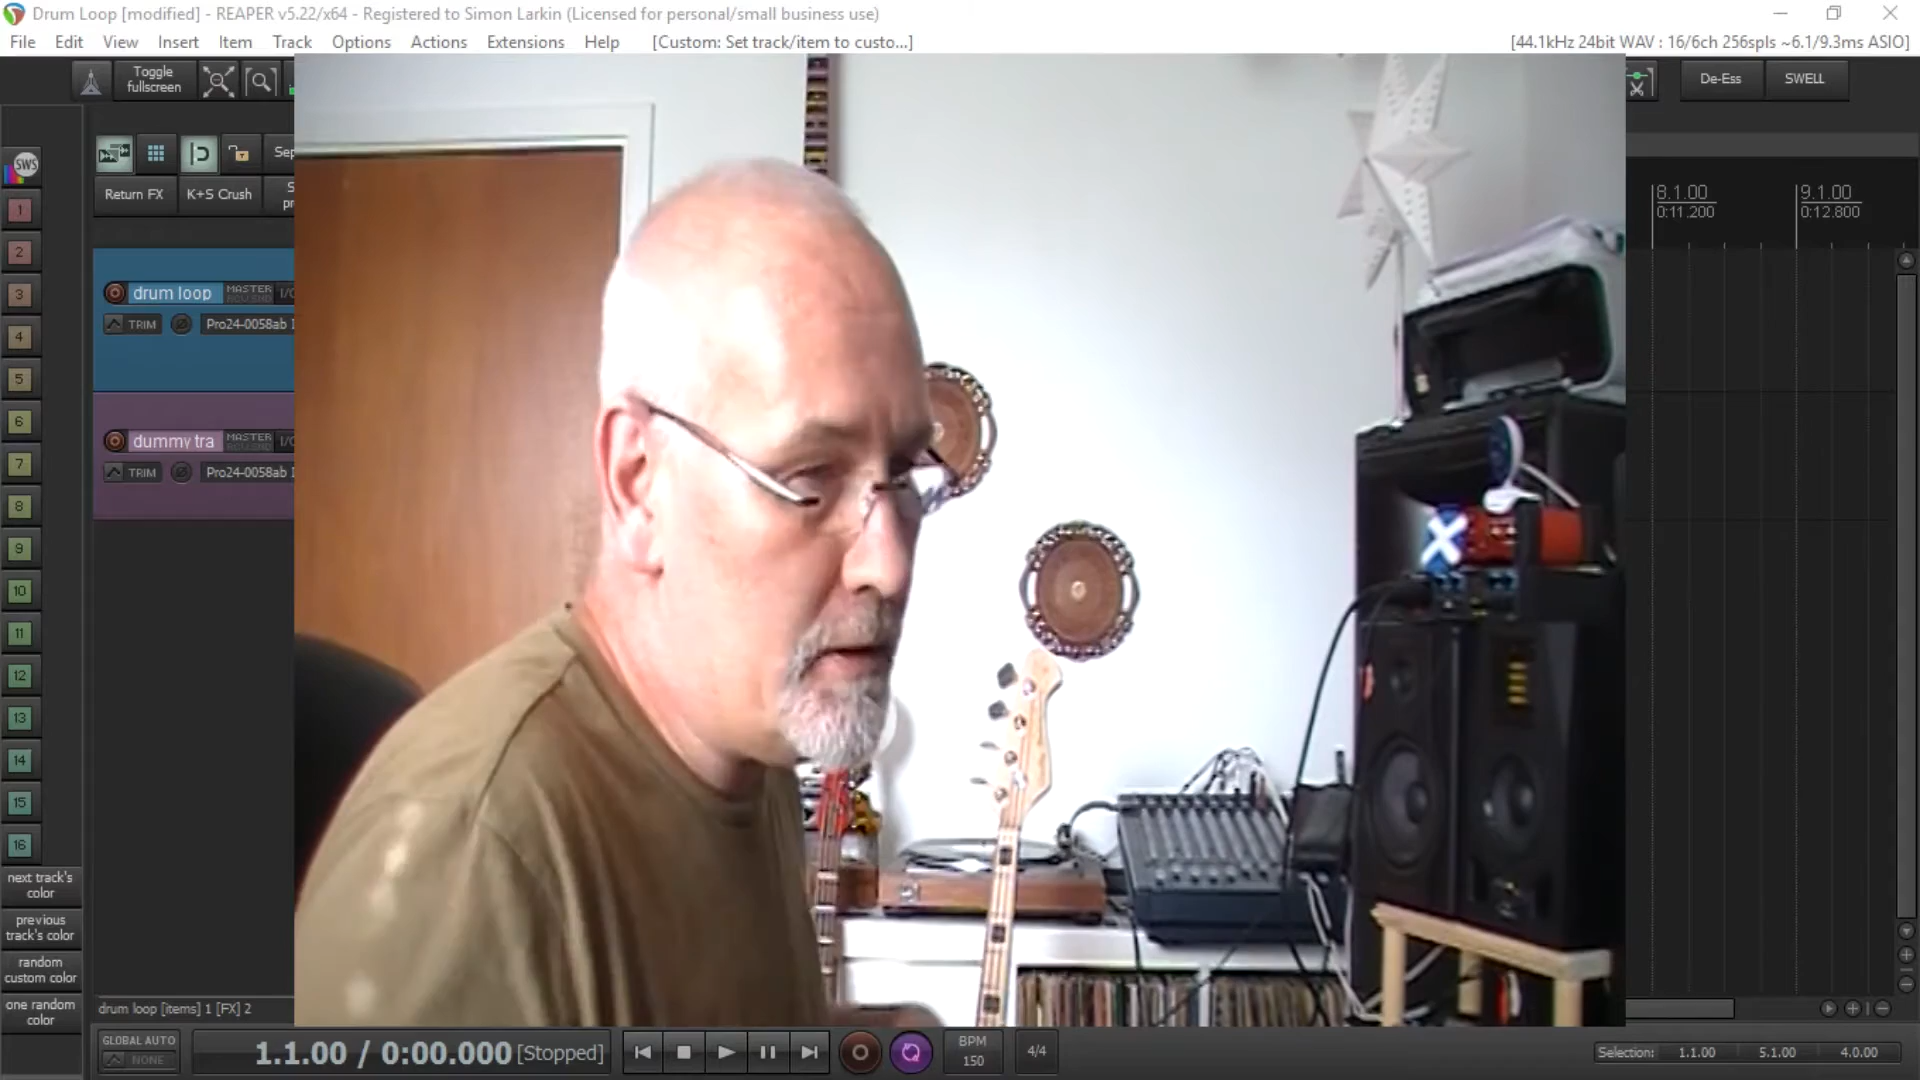 Drum Loop [modified] - REAPER v5.22/x64 - Registered to Simon Larkin (Licensed for personal/small business use)
File Edit View Insert Item Track Options Actions Extensions Help [Custom: Set track/item to custo...] [44.1kHz 24bit WAV : 16/6ch 256spls ~6.1/9.3ms ASIO]
Toggle
fullscreen
De-Ess SWELL
SWS
Return FX K+S Crush
8.1.00 9.1.00
0:11.200 0:12.800
1
2
3
4
5
6
7
8
9
10
11
12
13
14
15
16
drum loop MASTER
TRIM Pro24-0058ab
dummy tra MASTER
TRIM Pro24-0058ab
next track's
color
previous
track's color
random
custom color
one random
color
drum loop [items] 1 [FX] 2
GLOBAL AUTO
NONE
1.1.00 / 0:00.000 [Stopped]
BPM
150
4/4
Selection: 1.1.00 5.1.00 4.0.00